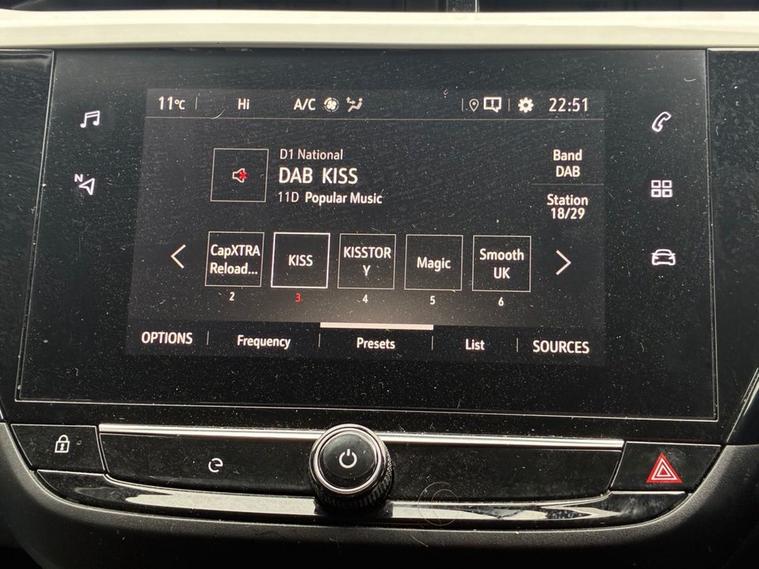 11°C
Hi
A/C
22:51
N
D1 National
DAB KISS
11D Popular Music
Band
DAB
Station
18/29
CapXTRA
Reload...
KISS
KISSTOR
Y
Magic
Smooth
UK
2
3
4
5
6
OPTIONS
Frequency
Presets
List
SOURCES